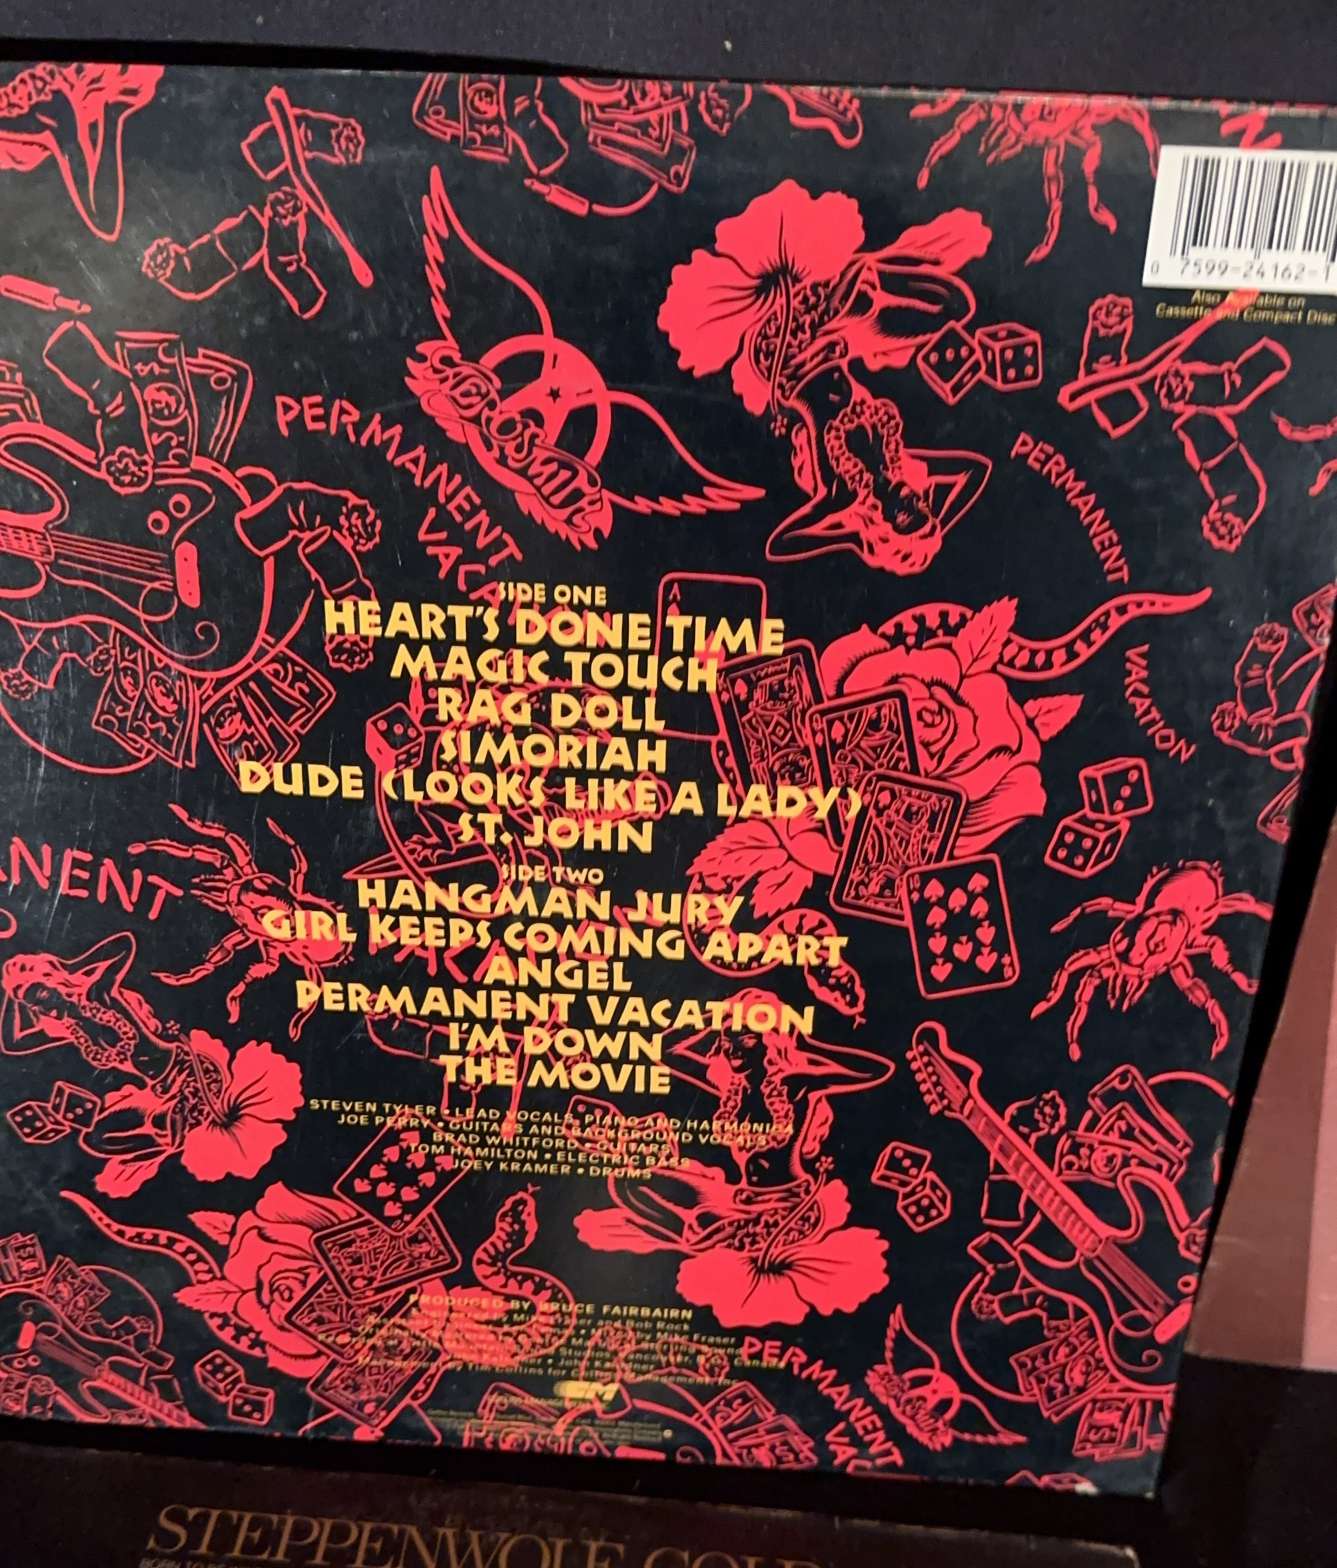 0 7599-24162-1
Also Available on
Cassette and Compact Disc
AEROSMITH
PERMANENT
PERMANENT
VACATION
SIDE ONE
HEART'S DONE TIME
MAGIC TOUCH
RAG DOLL
SIMORIAH
DUDE (LOOKS LIKE A LADY)
ST. JOHN
SIDE TWO
HANGMAN JURY
GIRL KEEPS COMING APART
ANGEL
PERMANENT VACATION
I'M DOWN
THE MOVIE
NENT
STEVEN TYLER • LEAD VOCALS, PIANO AND HARMONICA
JOE PERRY • GUITARS AND BACKGROUND VOCALS
BRAD WHITFORD • GUITARS
TOM HAMILTON • ELECTRIC BASS
JOEY KRAMER • DRUMS
PRODUCED BY BRUCE FAIRBAIRN
PERMANENT
STEPPENWOLF GOLD